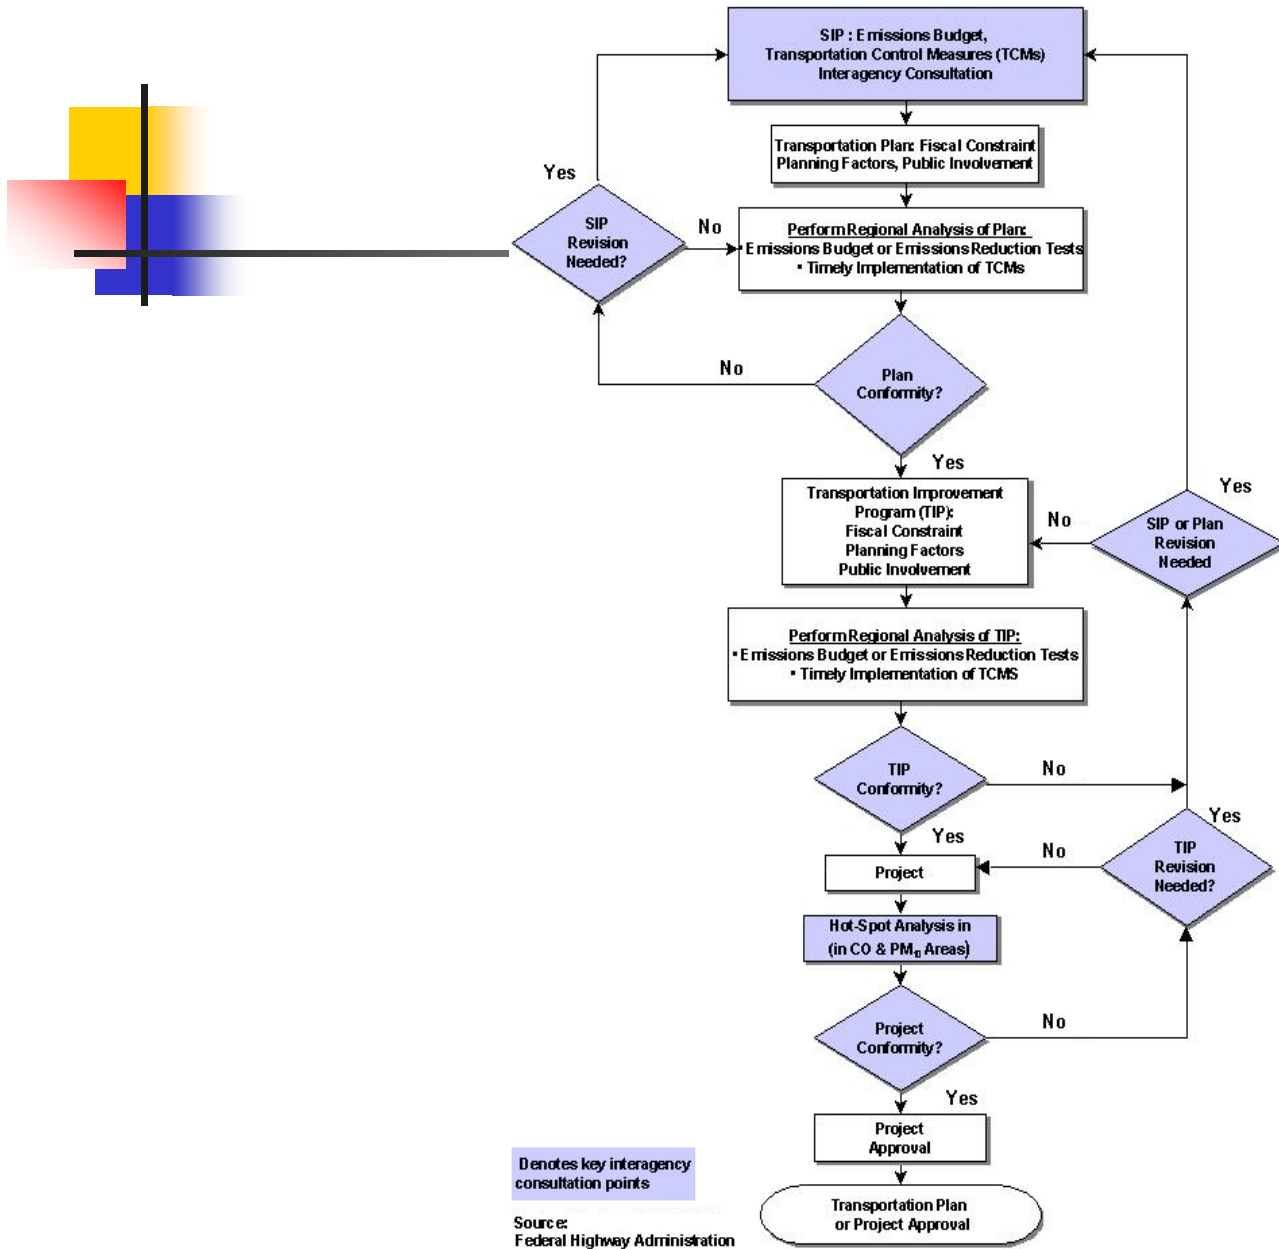 SIP : Emissions Budget,
Transportation Control Measures (TCMs)
Interagency Consultation
Transportation Plan: Fiscal Constraint
Planning Factors, Public Involvement
Yes
SIP
Revision
Needed?
No
Perform Regional Analysis of Plan:
• Emissions Budget or Emissions Reduction Tests
• Timely Implementation of TCMs
No
Plan
Conformity?
Yes
Transportation Improvement
Program (TIP):
Fiscal Constraint
Planning Factors
Public Involvement
No
Yes
SIP or Plan
Revision
Needed
Perform Regional Analysis of TIP:
• Emissions Budget or Emissions Reduction Tests
• Timely Implementation of TCMS
TIP
Conformity?
No
Yes
Yes
Project
No
TIP
Revision
Needed?
Hot-Spot Analysis in
(in CO & PM₁₀ Areas)
Project
Conformity?
No
Yes
Project
Approval
Denotes key interagency
consultation points
Transportation Plan
or Project Approval
Source:
Federal Highway Administration